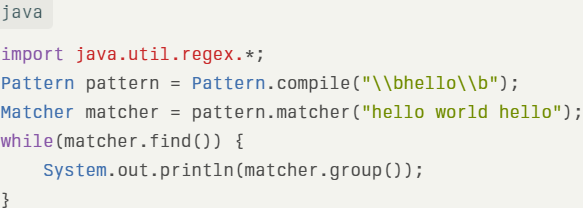 java
import java.util.regex.*;
Pattern pattern = Pattern.compile("\\bhello\\b");
Matcher matcher = pattern.matcher("hello world hello");
while(matcher.find()) {
    System.out.println(matcher.group());
}